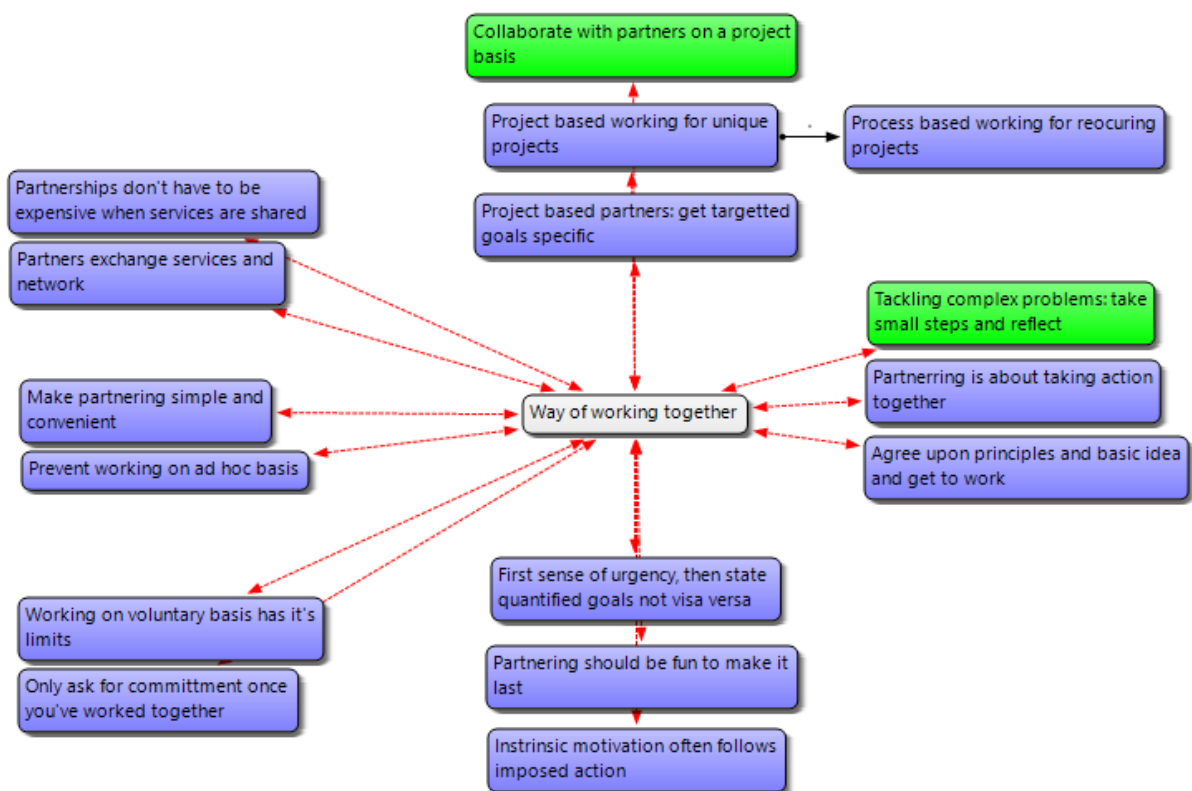 Collaborate with partners on a project
basis
Project based working for unique
projects
Process based working for reocuring
projects
Partnerships don't have to be
expensive when services are shared
Project based partners: get targetted
goals specific
Partners exchange services and
network
Tackling complex problems: take
small steps and reflect
Partnerring is about taking action
together
Make partnering simple and
convenient
Way of working together
Prevent working on ad hoc basis
Agree upon principles and basic idea
and get to work
First sense of urgency, then state
quantified goals not visa versa
Working on voluntary basis has it's
limits
Partnering should be fun to make it
last
Only ask for committment once
you've worked together
Instrinsic motivation often follows
imposed action